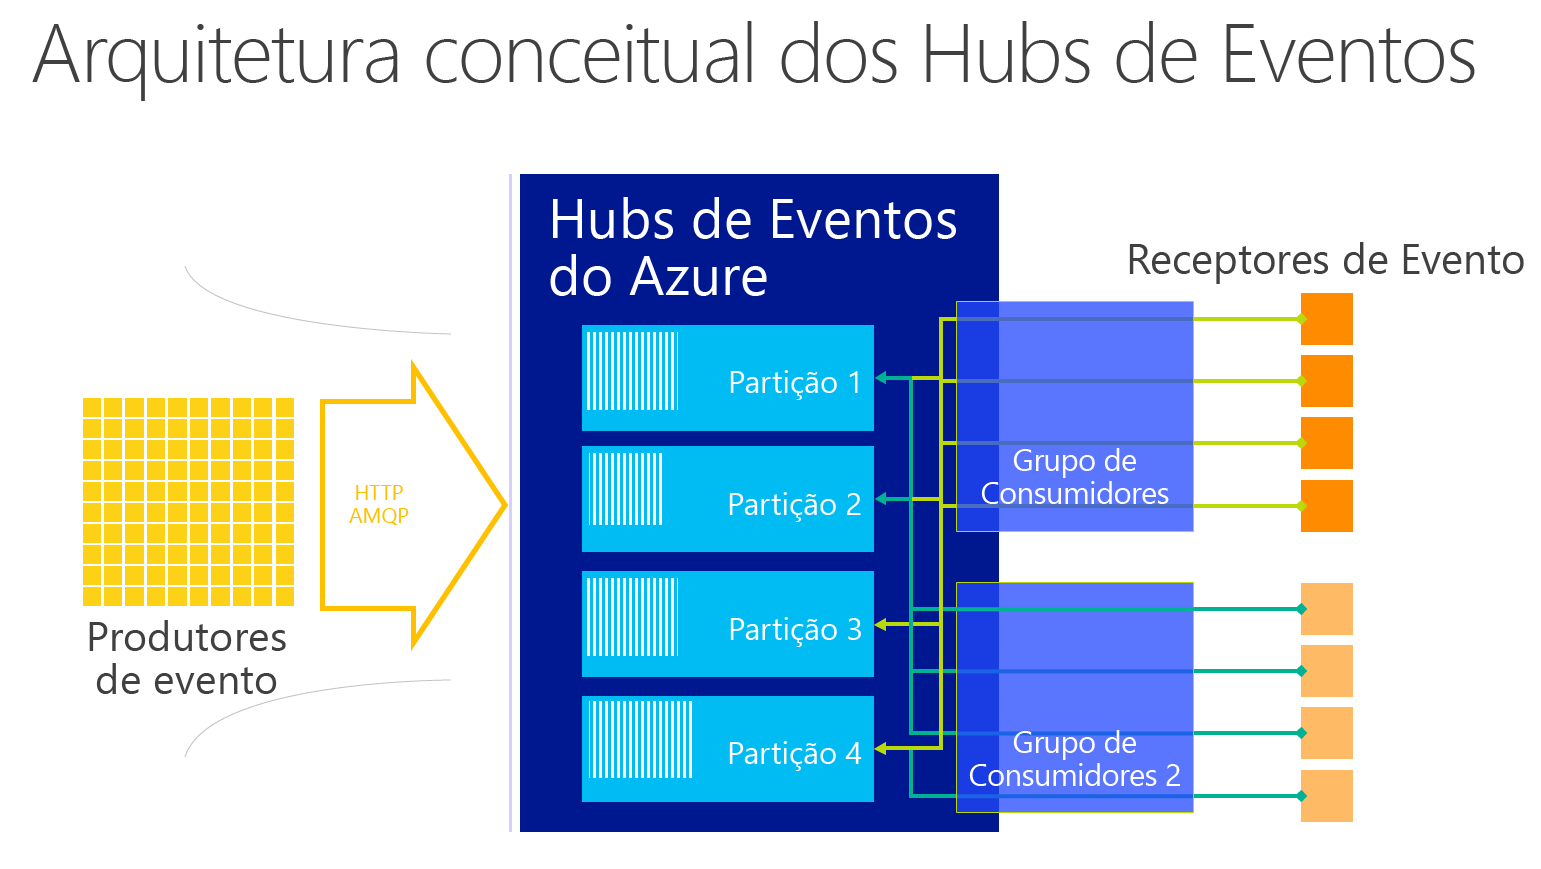 Arquitetura conceitual dos Hubs de Eventos
Hubs de Eventos
do Azure
Receptores de Evento
Partição 1
Grupo de
Consumidores
HTTP
AMQP
Partição 2
Produtores
de evento
Partição 3
Partição 4
Grupo de
Consumidores 2